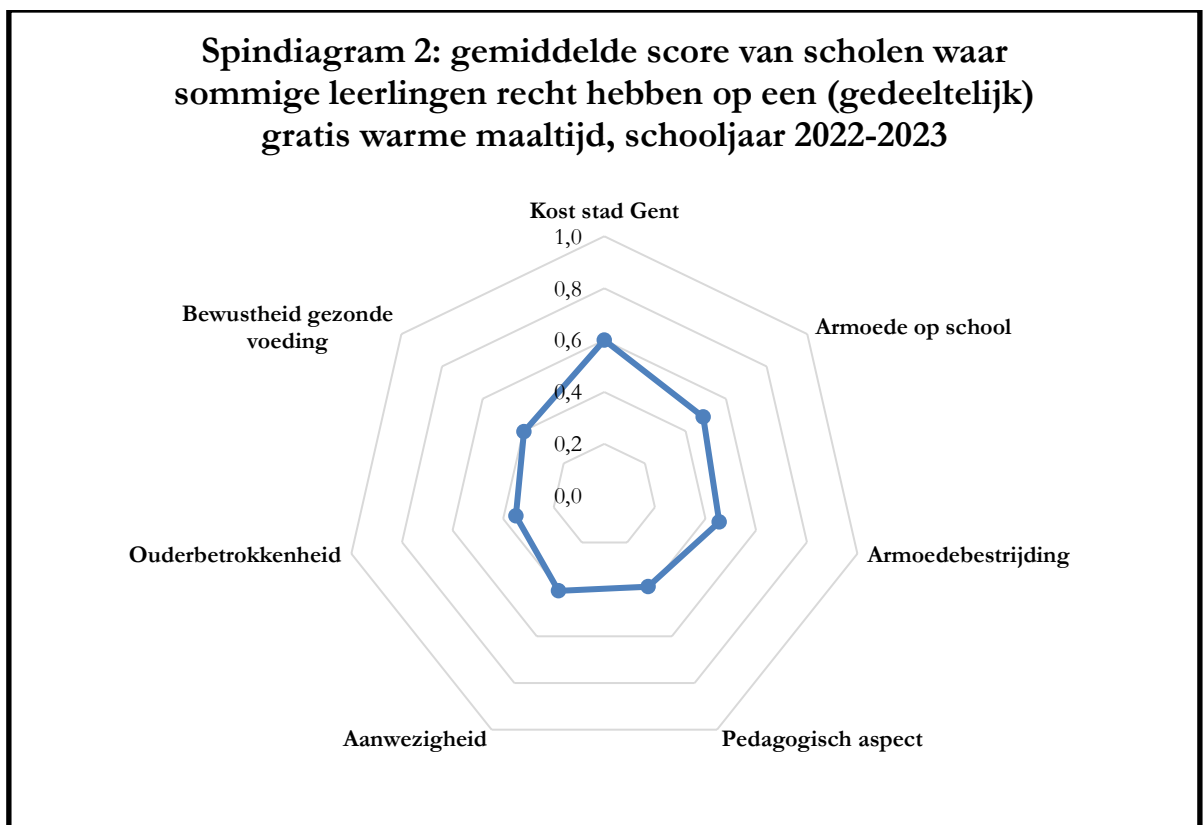 Spindiagram 2: gemiddelde score van scholen waar
sommige leerlingen recht hebben op een (gedeeltelijk)
gratis warme maaltijd, schooljaar 2022-2023
Kost stad Gent
1,0
0,8
0,6
0,4
0,2
0,0
Armoede op school
Armoedebestrijding
Pedagogisch aspect
Aanwezigheid
Ouderbetrokkenheid
Bewustheid gezonde
voeding